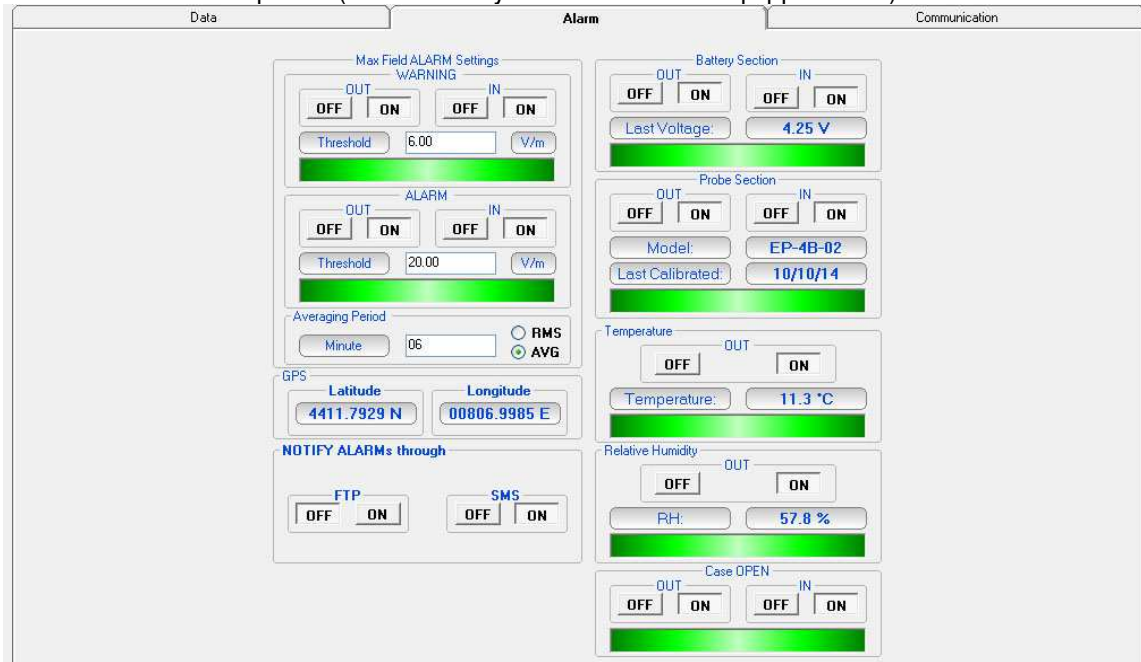 Data Alarm Communication
Max Field ALARM Settings
WARNING
OUT IN
OFF ON OFF ON
Threshold 6.00 V/m
ALARM
OUT IN
OFF ON OFF ON
Threshold 20.00 V/m
Averaging Period
Minute 06 RMS
AVG
GPS
Latitude Longitude
4411.7929 N 00806.9985 E
NOTIFY ALARMs through
FTP SMS
OFF ON OFF ON
Battery Section
OUT IN
OFF ON OFF ON
Last Voltage: 4.25 V
Probe Section
OUT IN
OFF ON OFF ON
Model: EP-4B-02
Last Calibrated: 10/10/14
Temperature
OUT
OFF ON
Temperature: 11.3 °C
Relative Humidity
OUT
OFF ON
RH: 57.8 %
Case OPEN
OUT IN
OFF ON OFF ON